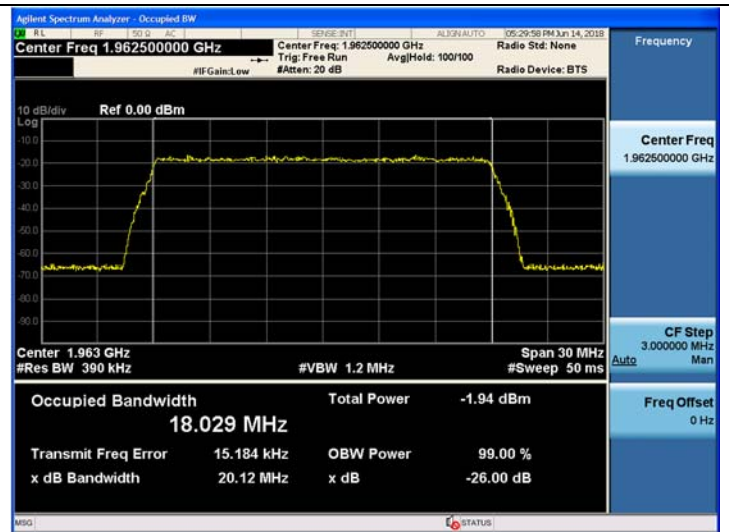 Agilent Spectrum Analyzer - Occupied BW
RL RF 50 Ω AC SENSE:INT ALIGNAUTO 05:29:58 PM Jun 14, 2018
Center Freq 1.962500000 GHz Center Freq: 1.962500000 GHz Radio Std: None Frequency
Trig: Free Run Avg|Hold: 100/100
#IFGain:Low #Atten: 20 dB Radio Device: BTS
10 dB/div Ref 0.00 dBm
Log
-10.0
-20.0
-30.0
-40.0
-50.0
-60.0
-70.0
-80.0
-90.0
Center Freq
1.962500000 GHz
Center 1.963 GHz Span 30 MHz
#Res BW 390 kHz #VBW 1.2 MHz #Sweep 50 ms
CF Step
3.000000 MHz
Auto Man
Occupied Bandwidth Total Power -1.94 dBm
18.029 MHz
Transmit Freq Error 15.184 kHz OBW Power 99.00 %
x dB Bandwidth 20.12 MHz x dB -26.00 dB
Freq Offset
0 Hz
MSG STATUS